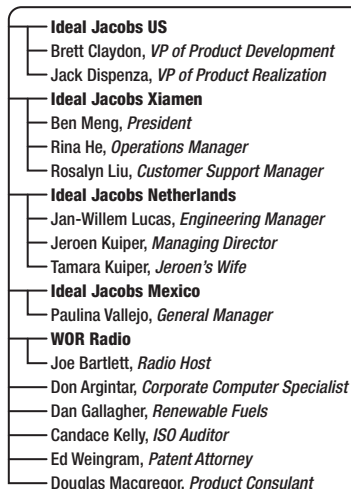 Ideal Jacobs US
Brett Claydon, VP of Product Development
Jack Dispenza, VP of Product Realization
Ideal Jacobs Xiamen
Ben Meng, President
Rina He, Operations Manager
Rosalyn Liu, Customer Support Manager
Ideal Jacobs Netherlands
Jan-Willem Lucas, Engineering Manager
Jeroen Kuiper, Managing Director
Tamara Kuiper, Jeroen's Wife
Ideal Jacobs Mexico
Paulina Vallejo, General Manager
WOR Radio
Joe Bartlett, Radio Host
Don Argintar, Corporate Computer Specialist
Dan Gallagher, Renewable Fuels
Candace Kelly, ISO Auditor
Ed Weingram, Patent Attorney
Douglas Macgregor, Product Consulant